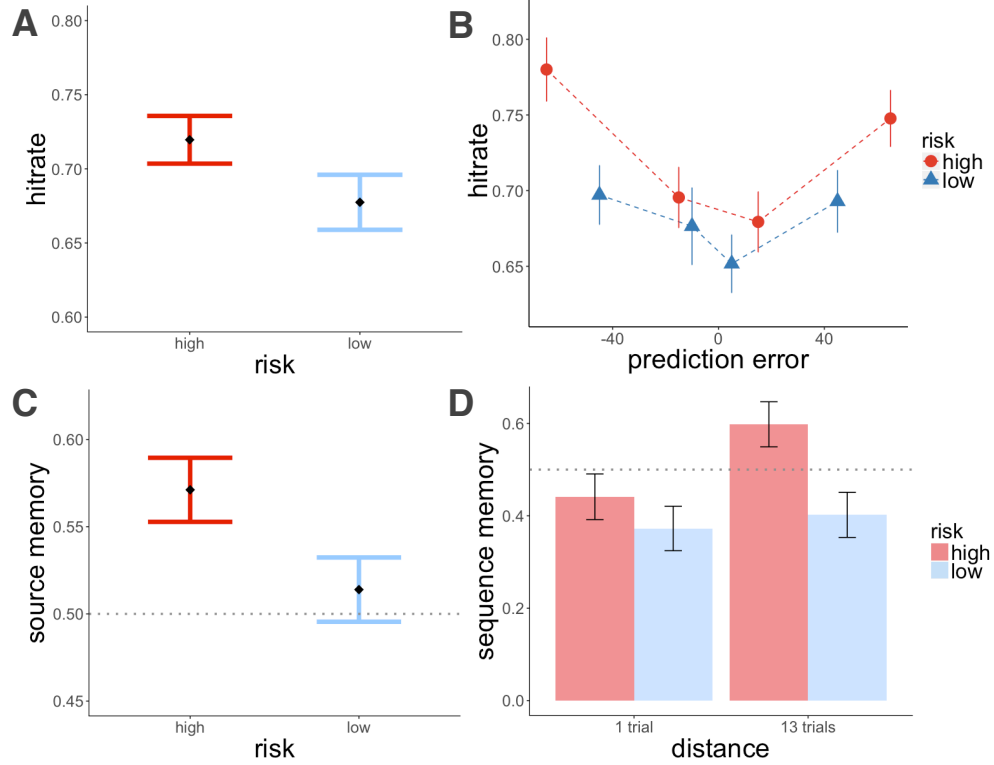 A
0.80
0.75
0.70
0.65
0.60
hitrate
high
low
risk
B
0.80
0.75
0.70
0.65
hitrate
-40
0
40
prediction error
risk
high
low
C
0.60
0.55
0.50
0.45
source memory
high
low
risk
D
0.6
0.4
0.2
0.0
sequence memory
1 trial
13 trials
distance
risk
high
low